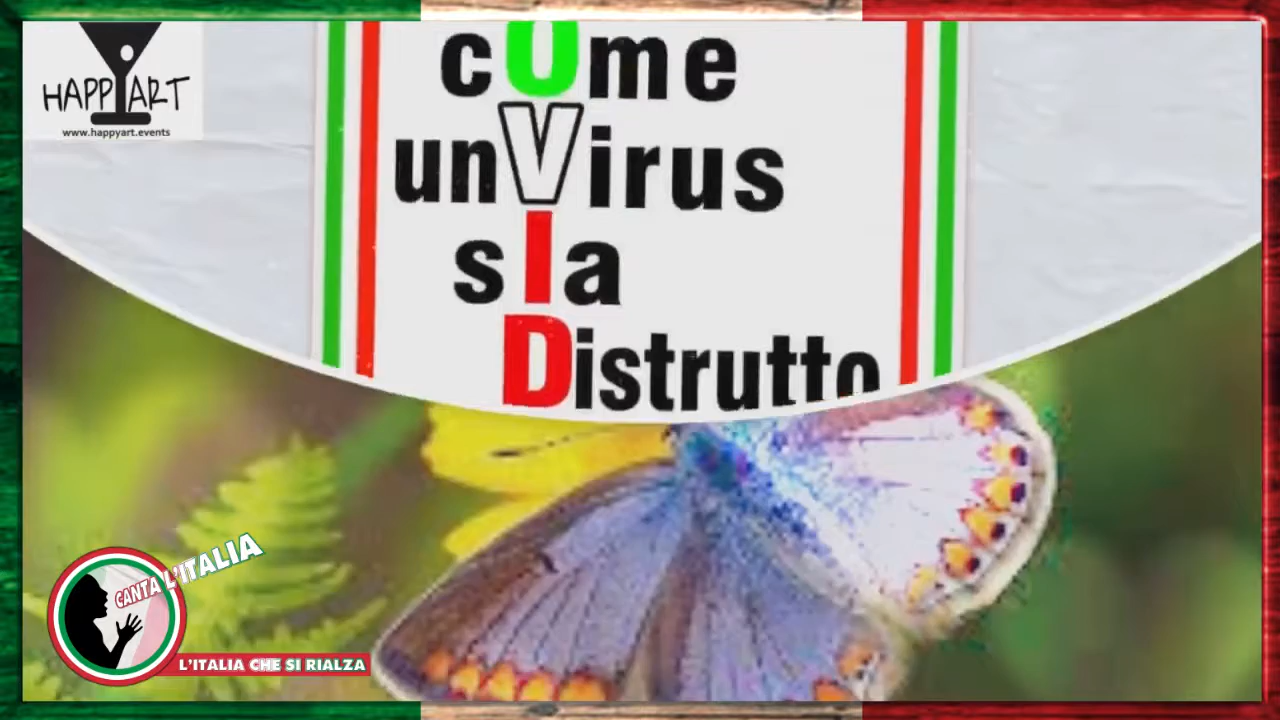 HAPPYART
www.happyart.events
cOme
unVirus
sIa
Distrutto
CANTA L'ITALIA
L'ITALIA CHE SI RIALZA